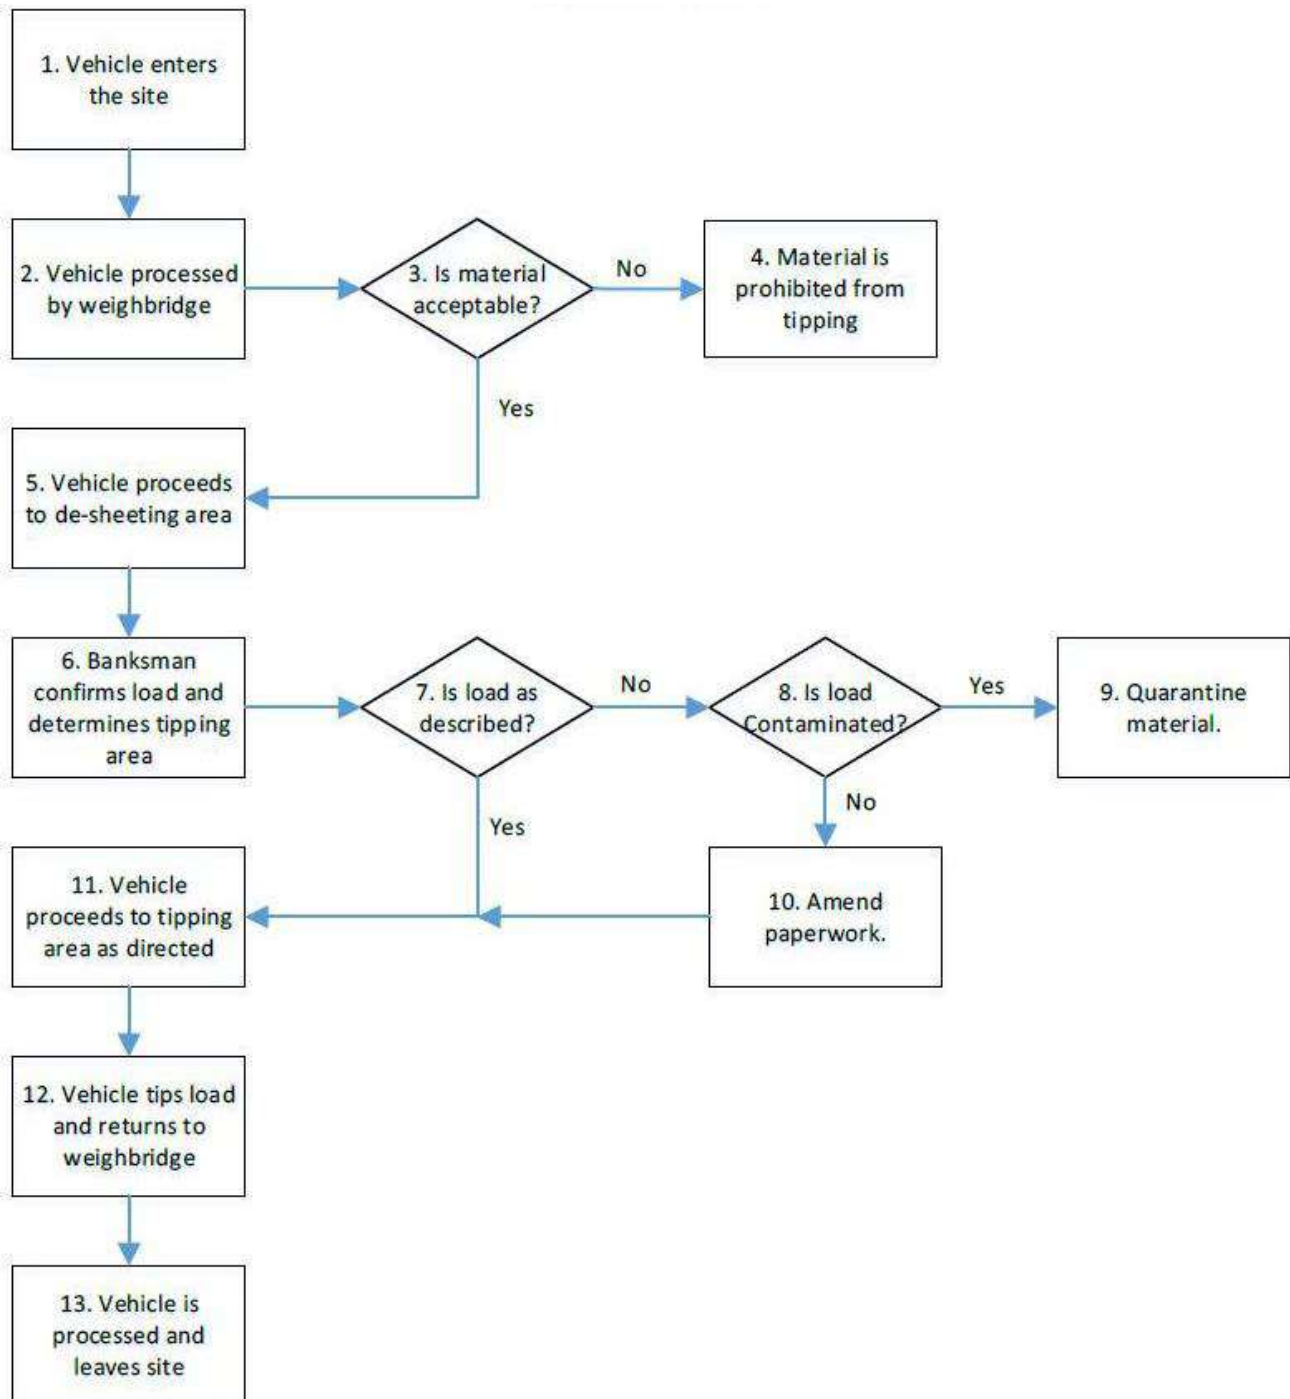 1. Vehicle enters
the site
2. Vehicle processed
by weighbridge
3. Is material
acceptable?
No
4. Material is
prohibited from
tipping
Yes
5. Vehicle proceeds
to de-sheeting area
6. Banksman
confirms load and
determines tipping
area
7. Is load as
described?
No
8. Is load
Contaminated?
Yes
9. Quarantine
material.
No
Yes
10. Amend
paperwork.
11. Vehicle
proceeds to tipping
area as directed
12. Vehicle tips load
and returns to
weighbridge
13. Vehicle is
processed and
leaves site